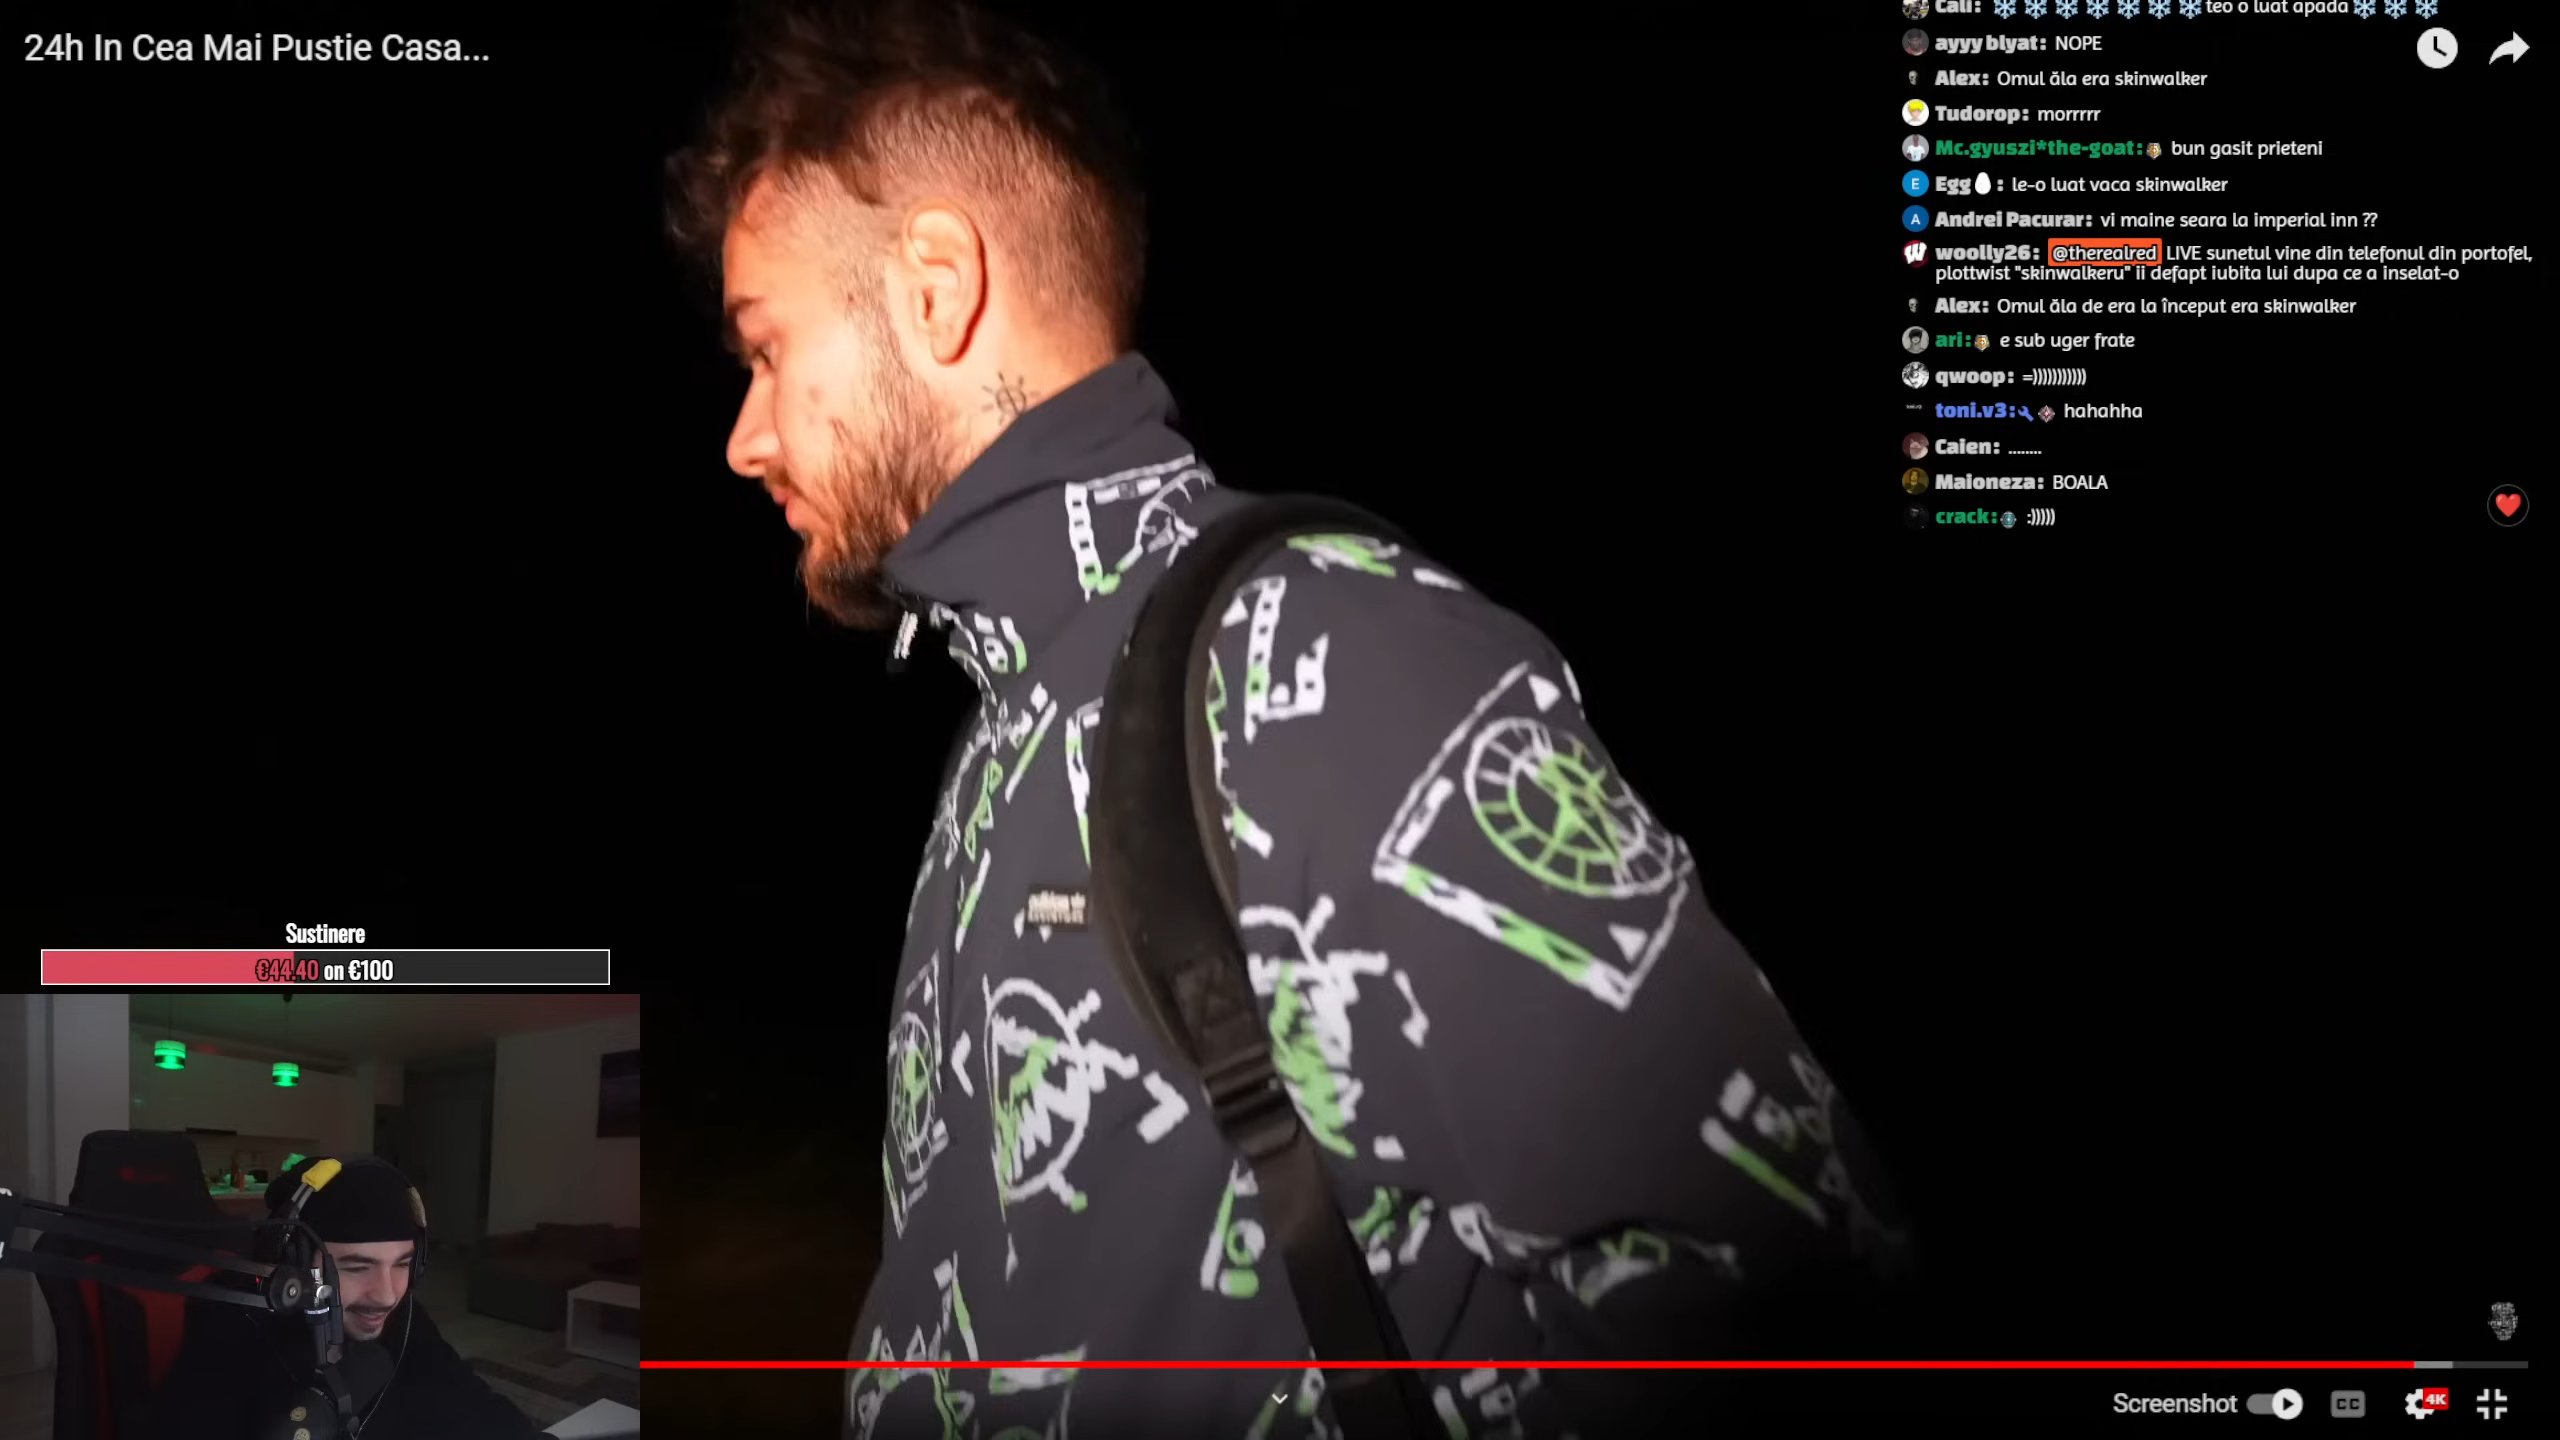 24h In Cea Mai Pustie Casa...
Cali: ❄❄❄❄❄❄❄teo o luat apada❄❄❄
ayyy blyat: NOPE
Alex: Omul ăla era skinwalker
Tudorop: morrrrr
Mc.gyuszi*the-goat: bun gasit prieteni
E Egg🥚: le-o luat vaca skinwalker
A Andrei Pacurar: vi maine seara la imperial inn ??
woolly26: @therealred LIVE sunetul vine din telefonul din portofel,
plottwist "skinwalkeru" ii defapt iubita lui dupa ce a inselat-o
Alex: Omul ăla de era la început era skinwalker
ari: e sub uger frate
qwoop: =)))))))))))
toni.v3: hahahha
Caien: ........
Maioneza: BOALA
crack: :)))))
Sustinere
€44.40 on €100
Screenshot
CC
4K